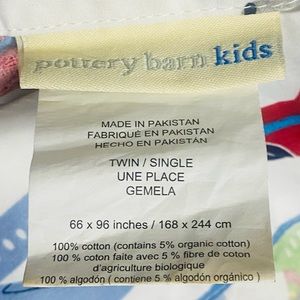 pottery barn kids
MADE IN PAKISTAN
FABRIQUÉ EN PAKISTAN
HECHO EN PAKISTAN
TWIN / SINGLE
UNE PLACE
GEMELA
66 x 96 inches / 168 x 244 cm
100% cotton (contains 5% organic cotton)
100 % coton faite avec 5 % fibre de coton
d'agriculture biologique
100 % algodón ( contiene 5 % algodón orgánico )